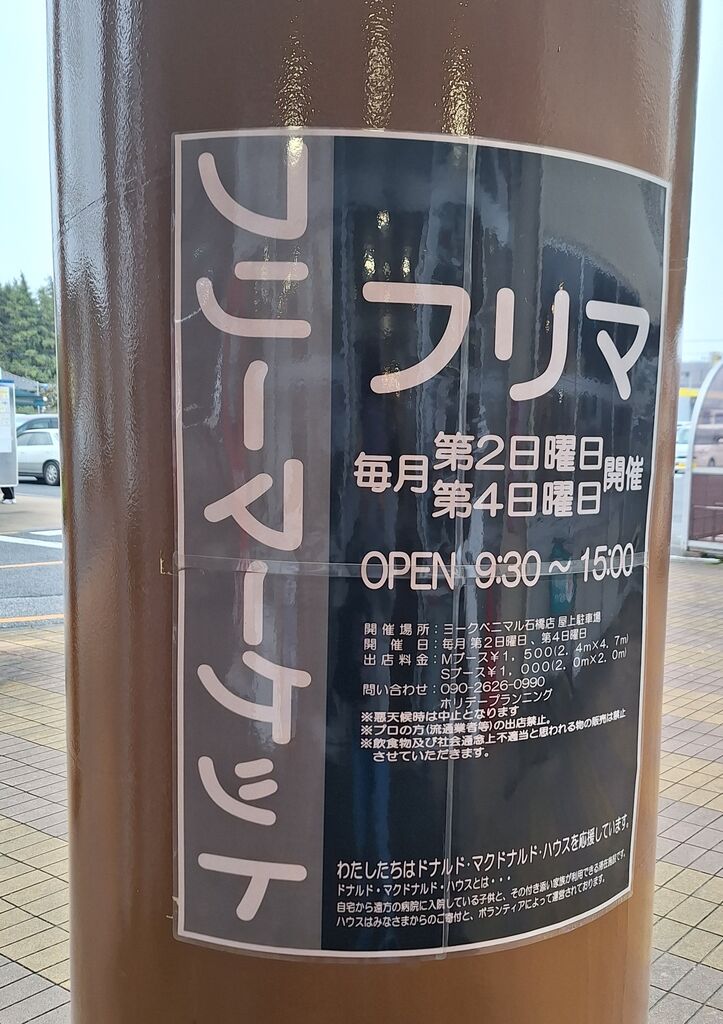 フリーマーケット
フリマ
毎月第2日曜日開催
第4日曜日
OPEN 9:30～15:00
開催場所：ヨークベニマル石橋店 屋上駐車場
開催日：毎月 第2日曜日、第4日曜日
出店料金：Mブース￥1,500(2.4m×4.7m)
Sブース￥1,000(2.0m×2.0m)
問い合わせ：090-2626-0990
ホリデープランニング
※悪天候時は中止となります
※プロの方(流通業者等)の出店禁止。
※飲食物及び社会通念上不適当と思われる物の販売は禁止
させていただきます。
わたしたちはドナルド・マクドナルド・ハウスを応援しています。
ドナルド・マクドナルド・ハウスとは・・・
自宅から遠方の病院に入院している子供と、その付き添い家族が利用できる滞在施設です。
ハウスはみなさまからのご寄付と、ボランティアによって運営されております。